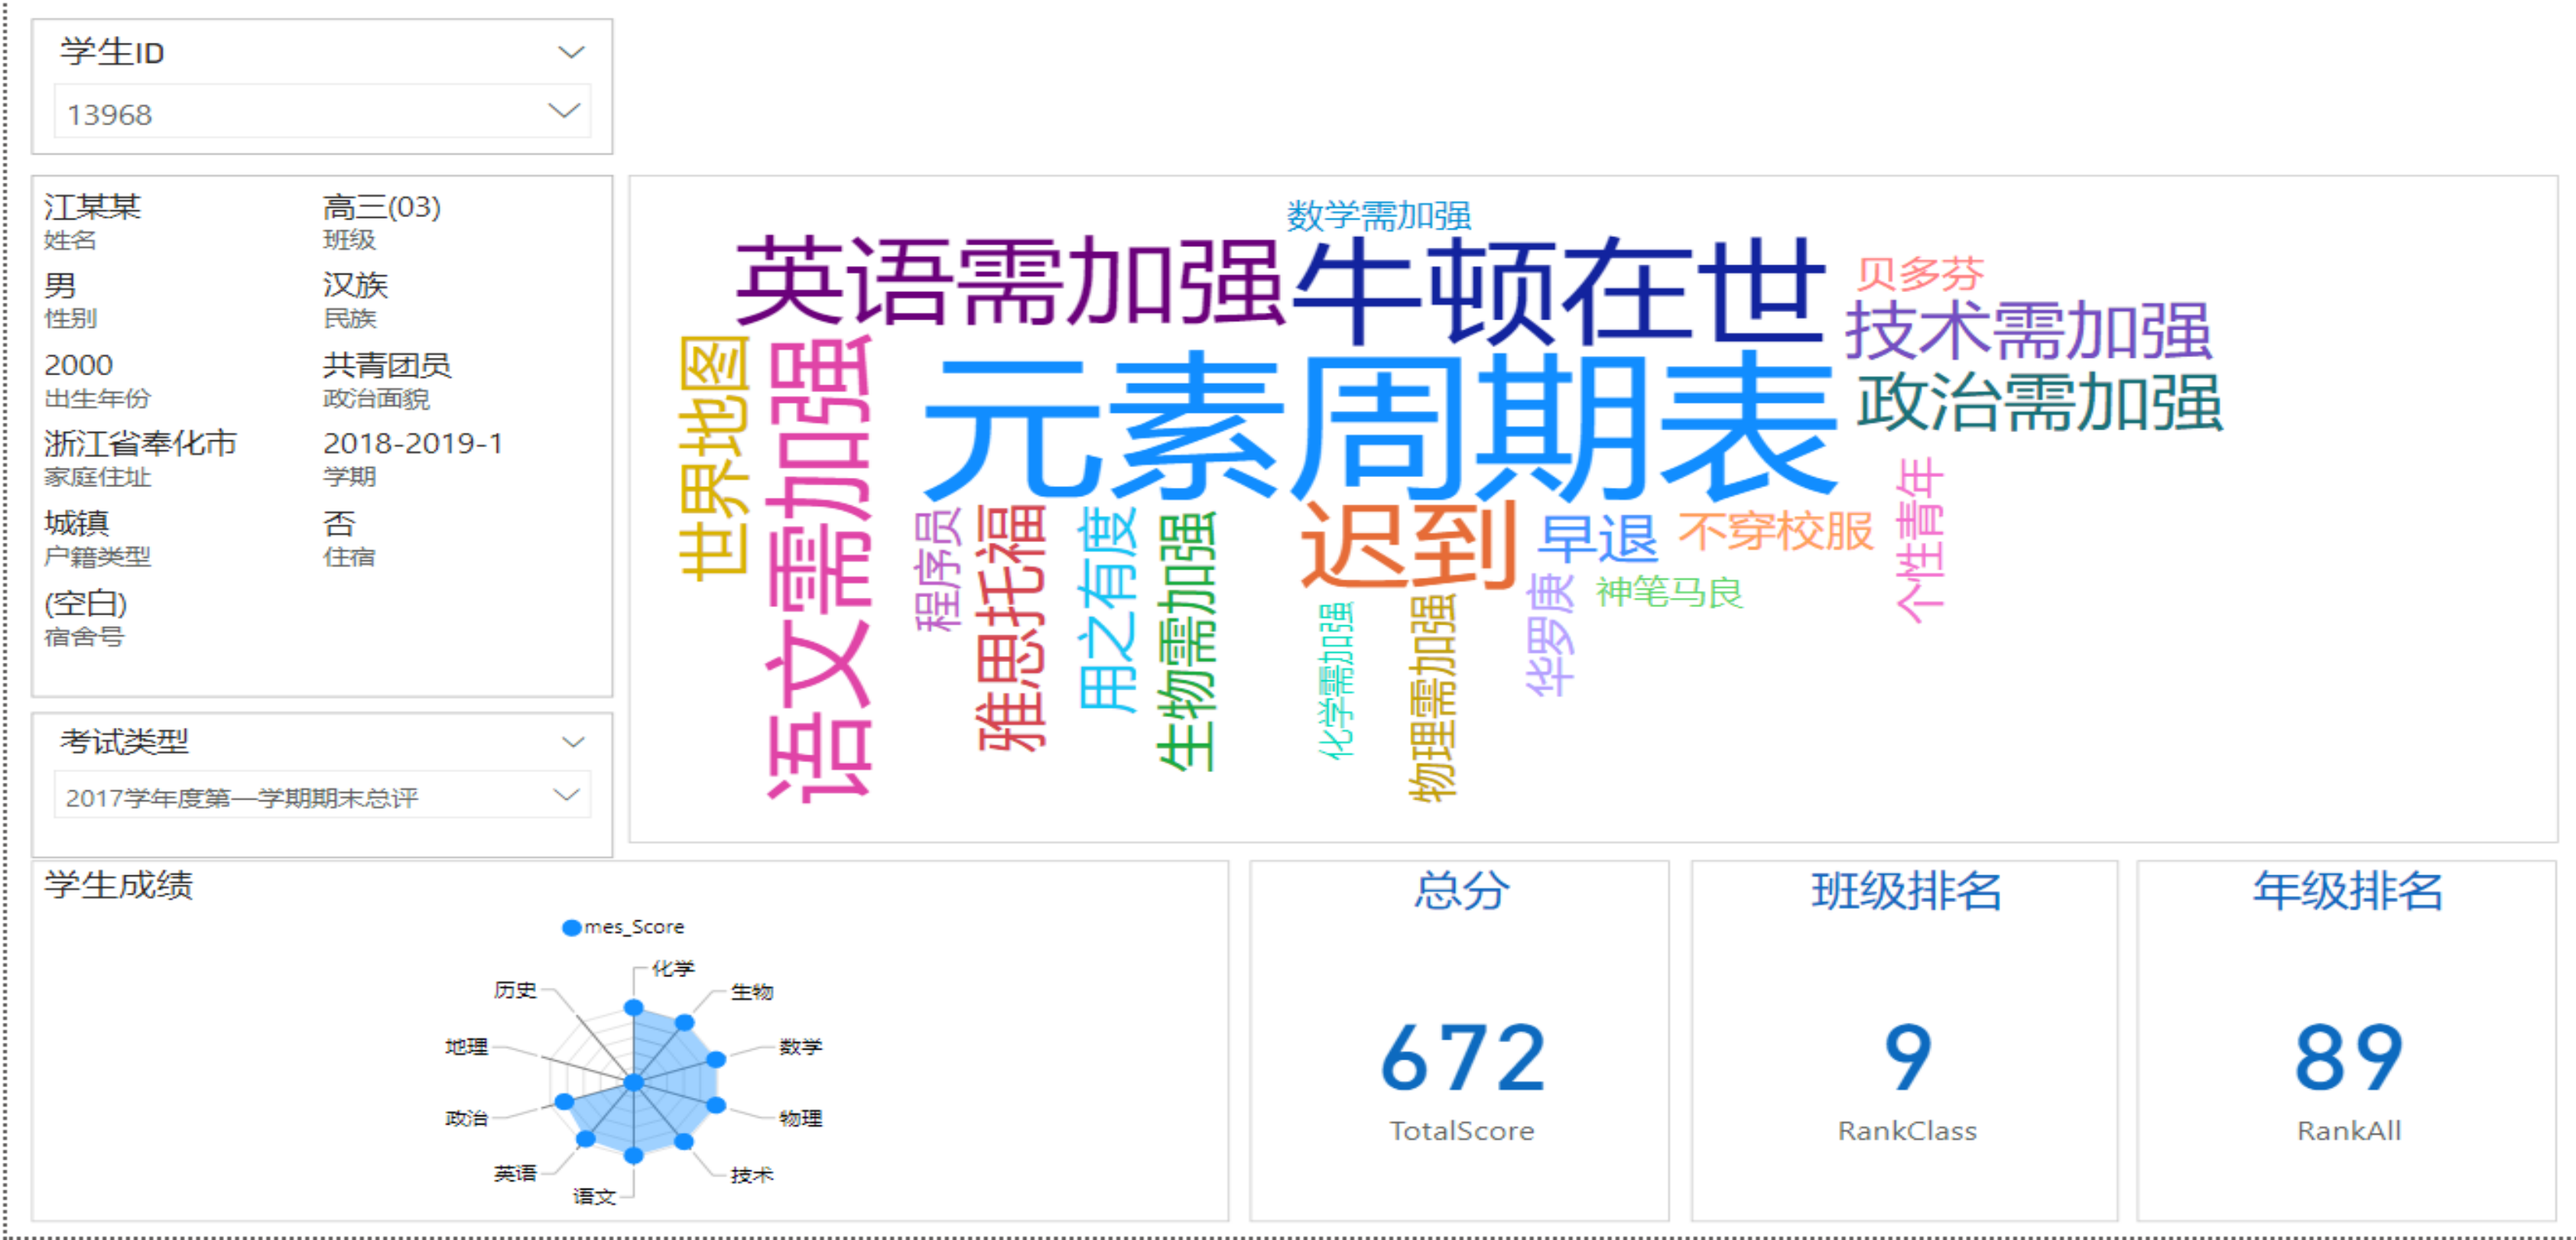 学生ID
13968
江某某 高三(03)
姓名 班级
男 汉族
性别 民族
2000 共青团员
出生年份 政治面貌
浙江省奉化市 2018-2019-1
家庭住址 学期
城镇 否
户籍类型 住宿
(空白)
宿舍号
数学需加强
英语需加强
牛顿在世
贝多芬
技术需加强
政治需加强
世界地图
语文需加强
元素周期表
程序员
雅思托福
用之有度
生物需加强
迟到
早退
不穿校服
个性青年
神笔马良
华罗庚
化学需加强
物理需加强
考试类型
2017学年度第一学期期末总评
学生成绩
mes_Score
化学
生物
数学
物理
技术
语文
英语
政治
地理
历史
总分
672
TotalScore
班级排名
9
RankClass
年级排名
89
RankAll